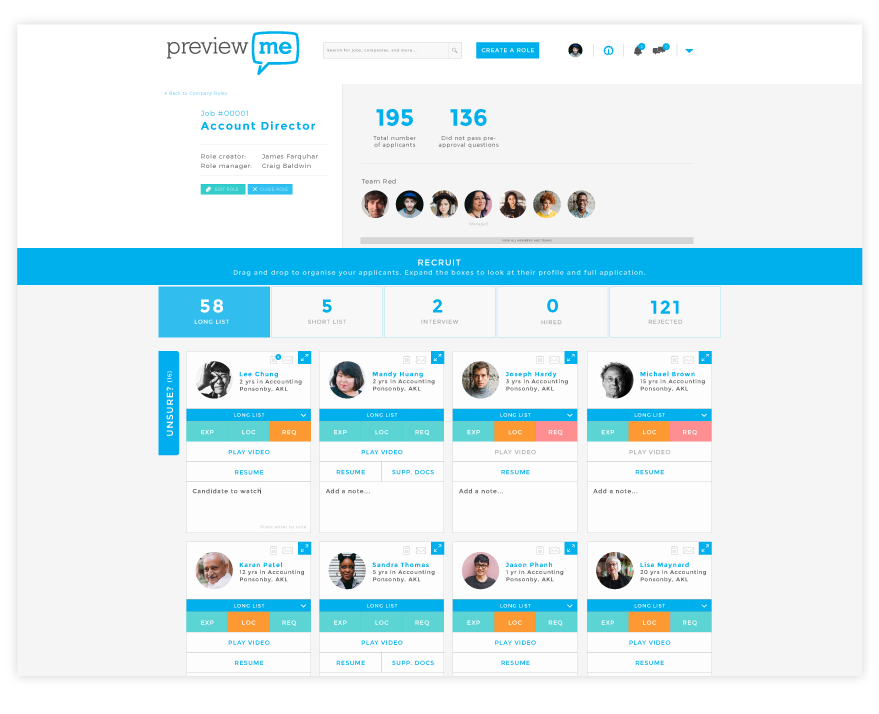 preview me
Search for jobs, companies, and more...
CREATE A ROLE
Back to Company Roles
Job #00001
Account Director
Role creator: James Farquhar
Role manager: Craig Baldwin
EDIT ROLE
CLOSE ROLE
195
Total number
of applicants
136
Did not pass pre-
approval questions
Team Red
Manager
RECRUIT
Drag and drop to organise your applicants. Expand the boxes to look at their profile and full application.
58
LONG LIST
5
SHORT LIST
2
INTERVIEW
0
HIRED
121
REJECTED
UNSURE? (16)
Lee Chung
2 yrs in Accounting
Ponsonby, AKL
LONG LIST
EXP LOC REQ
PLAY VIDEO
RESUME
Candidate to watch
Press enter to save
Mandy Huang
2 yrs in Accounting
Ponsonby, AKL
LONG LIST
EXP LOC REQ
PLAY VIDEO
RESUME SUPP. DOCS
Add a note...
Joseph Hardy
3 yrs in Accounting
Ponsonby, AKL
LONG LIST
EXP LOC REQ
PLAY VIDEO
RESUME
Add a note...
Michael Brown
15 yrs in Accounting
Ponsonby, AKL
LONG LIST
EXP LOC REQ
PLAY VIDEO
RESUME
Add a note...
Karan Patel
12 yrs in Accounting
Ponsonby, AKL
LONG LIST
EXP LOC REQ
PLAY VIDEO
RESUME
Sandra Thomas
5 yrs in Accounting
Ponsonby, AKL
LONG LIST
EXP LOC REQ
PLAY VIDEO
RESUME SUPP. DOCS
Jason Phanh
1 yr in Accounting
Ponsonby, AKL
LONG LIST
EXP LOC REQ
PLAY VIDEO
RESUME
Lisa Maynard
20 yrs in Accounting
Ponsonby, AKL
LONG LIST
EXP LOC REQ
PLAY VIDEO
RESUME